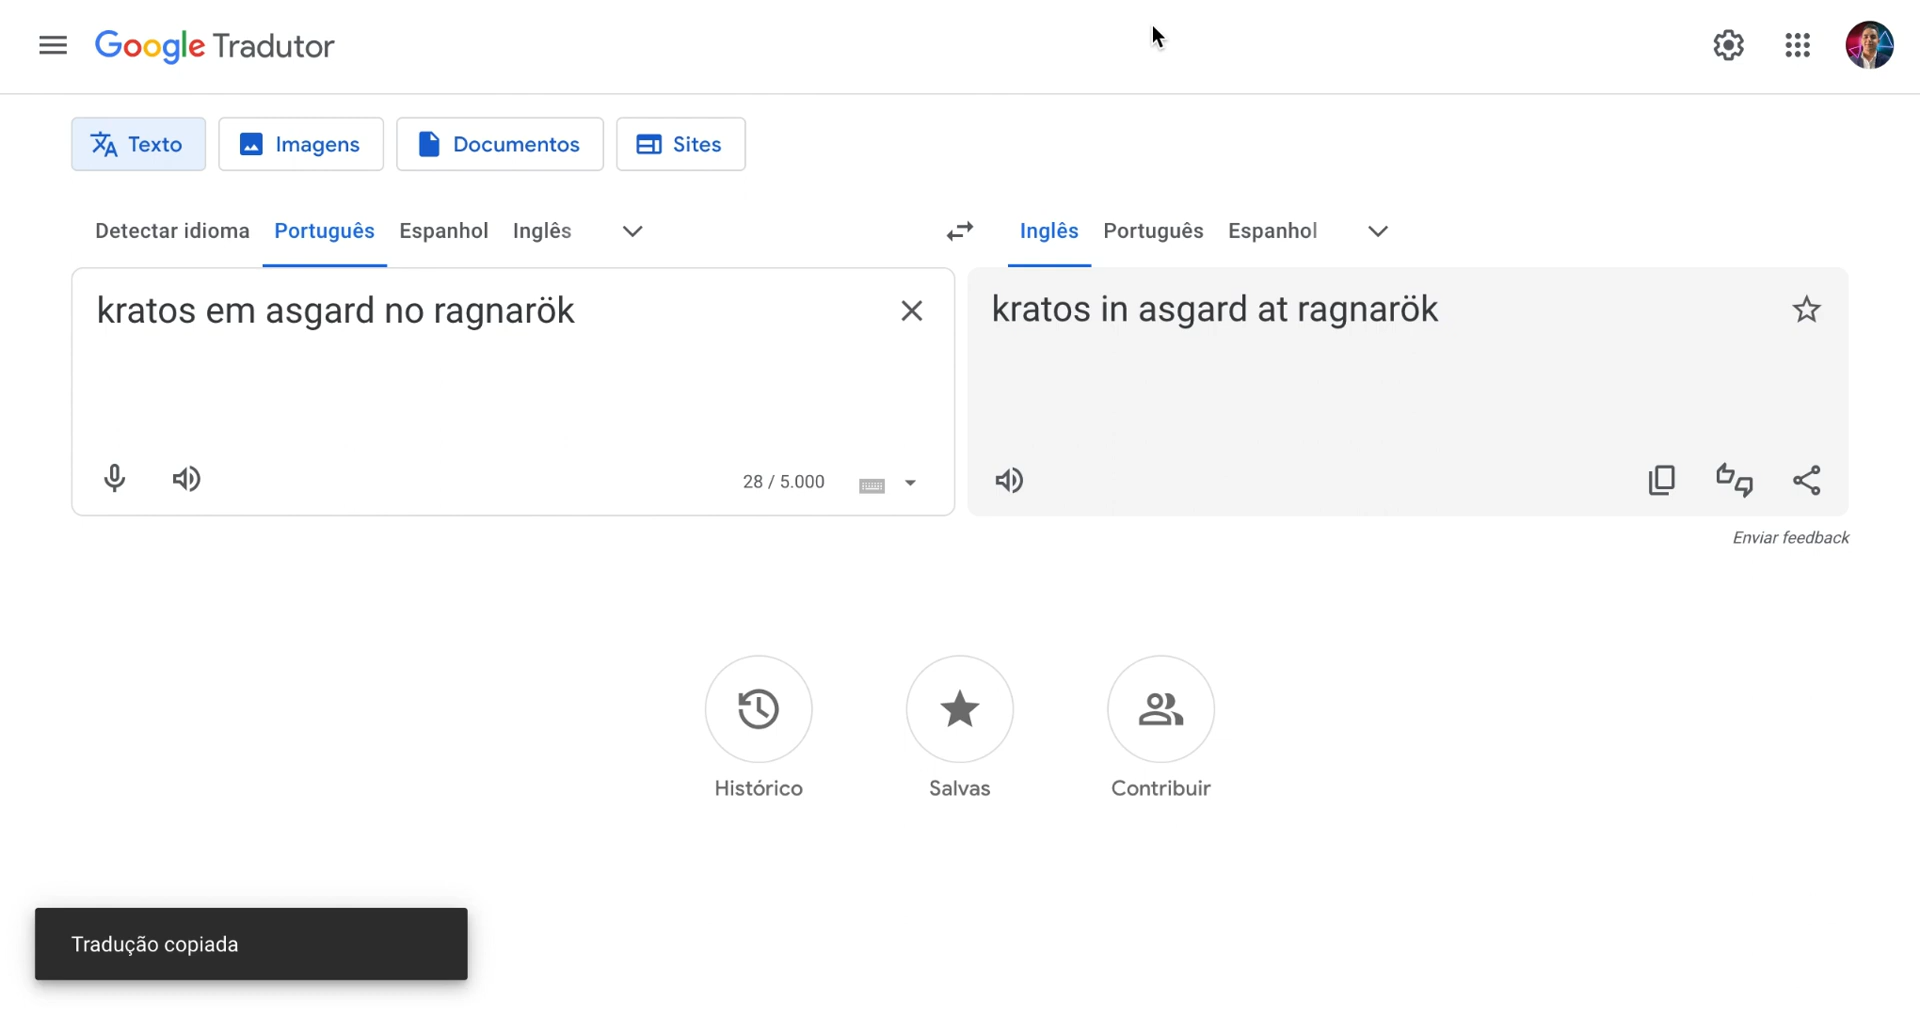 Google Tradutor
Texto
Imagens
Documentos
Sites
Detectar idioma
Português
Espanhol
Inglês
Inglês
Português
Espanhol
kratos em asgard no ragnarök
kratos in asgard at ragnarök
28 / 5.000
Enviar feedback
Histórico
Salvas
Contribuir
Tradução copiada